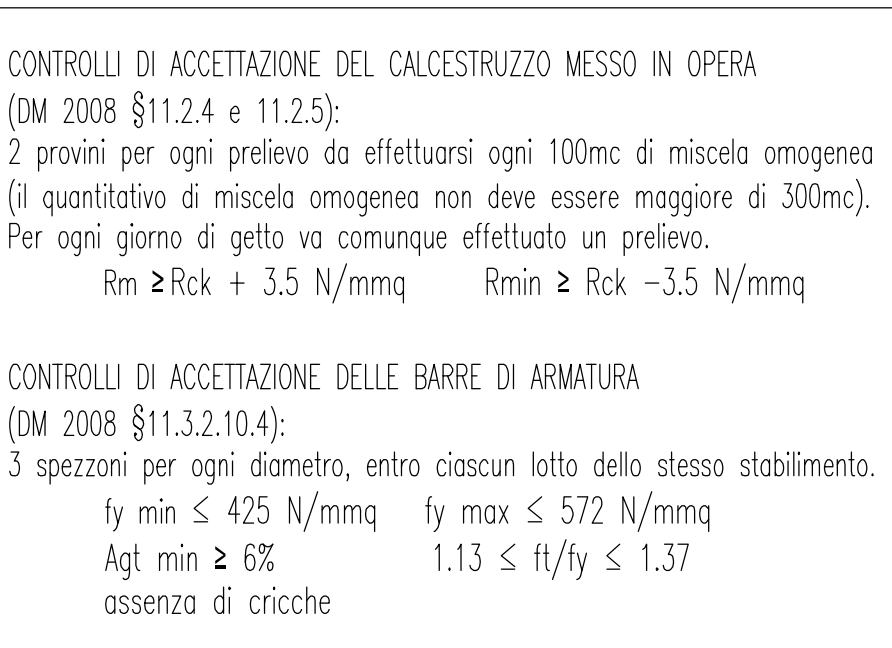 CONTROLLI DI ACCETTAZIONE DEL CALCESTRUZZO MESSO IN OPERA
(DM 2008 §11.2.4 e 11.2.5):
2 provini per ogni prelievo da effettuarsi ogni 100mc di miscela omogenea
(il quantitativo di miscela omogenea non deve essere maggiore di 300mc).
Per ogni giorno di getto va comunque effettuato un prelievo.
Rm ≥Rck + 3.5 N/mmq Rmin ≥ Rck -3.5 N/mmq
CONTROLLI DI ACCETTAZIONE DELLE BARRE DI ARMATURA
(DM 2008 §11.3.2.10.4):
3 spezzoni per ogni diametro, entro ciascun lotto dello stesso stabilimento.
fy min ≤ 425 N/mmq fy max ≤ 572 N/mmq
Agt min ≥ 6% 1.13 ≤ ft/fy ≤ 1.37
assenza di cricche